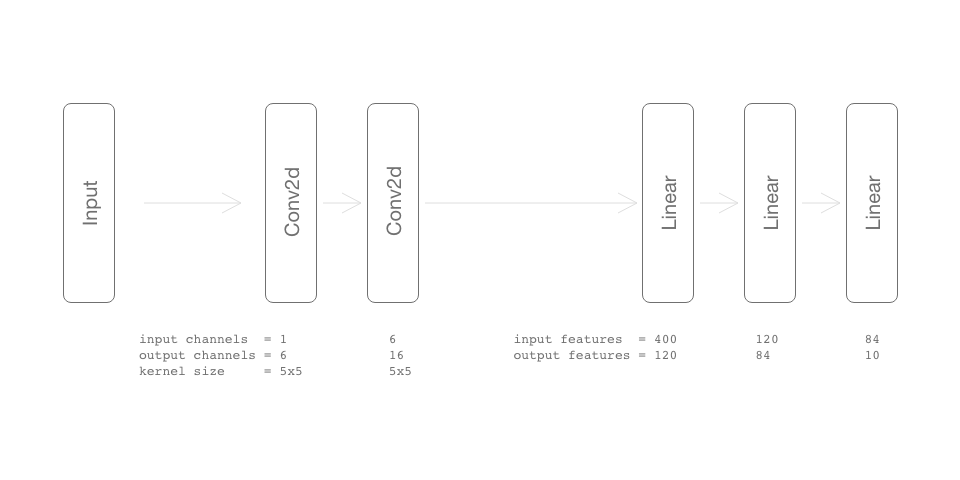 Input
Conv2d
Conv2d
Linear
Linear
Linear
input channels = 1 6
output channels = 6 16
kernel size = 5x5 5x5
input features = 400 120 84
output features = 120 84 10